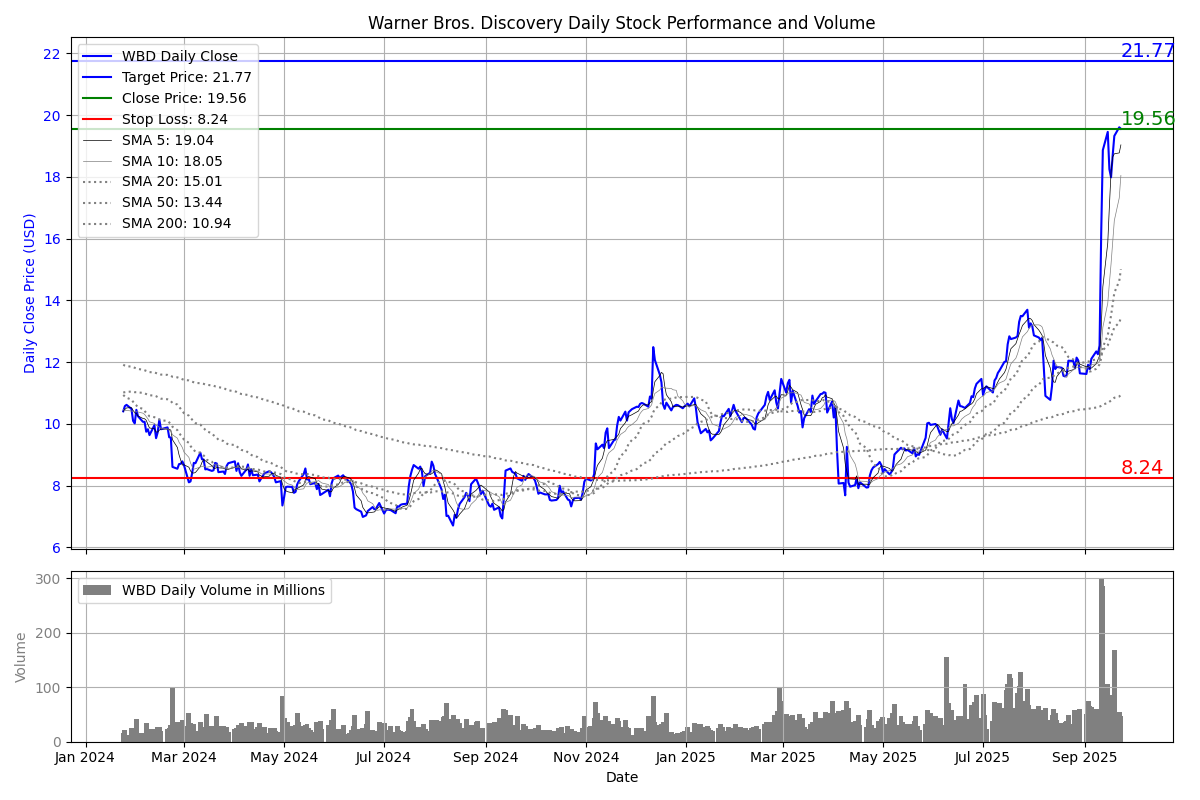 Warner Bros. Discovery Daily Stock Performance and Volume
WBD Daily Close
Target Price: 21.77
Close Price: 19.56
Stop Loss: 8.24
SMA 5: 19.04
SMA 10: 18.05
SMA 20: 15.01
SMA 50: 13.44
SMA 200: 10.94
21.77
19.56
8.24
Daily Close Price (USD)
22
20
18
16
14
12
10
8
6
WBD Daily Volume in Millions
Volume
300
200
100
0
Jan 2024 Mar 2024 May 2024 Jul 2024 Sep 2024 Nov 2024 Jan 2025 Mar 2025 May 2025 Jul 2025 Sep 2025
Date